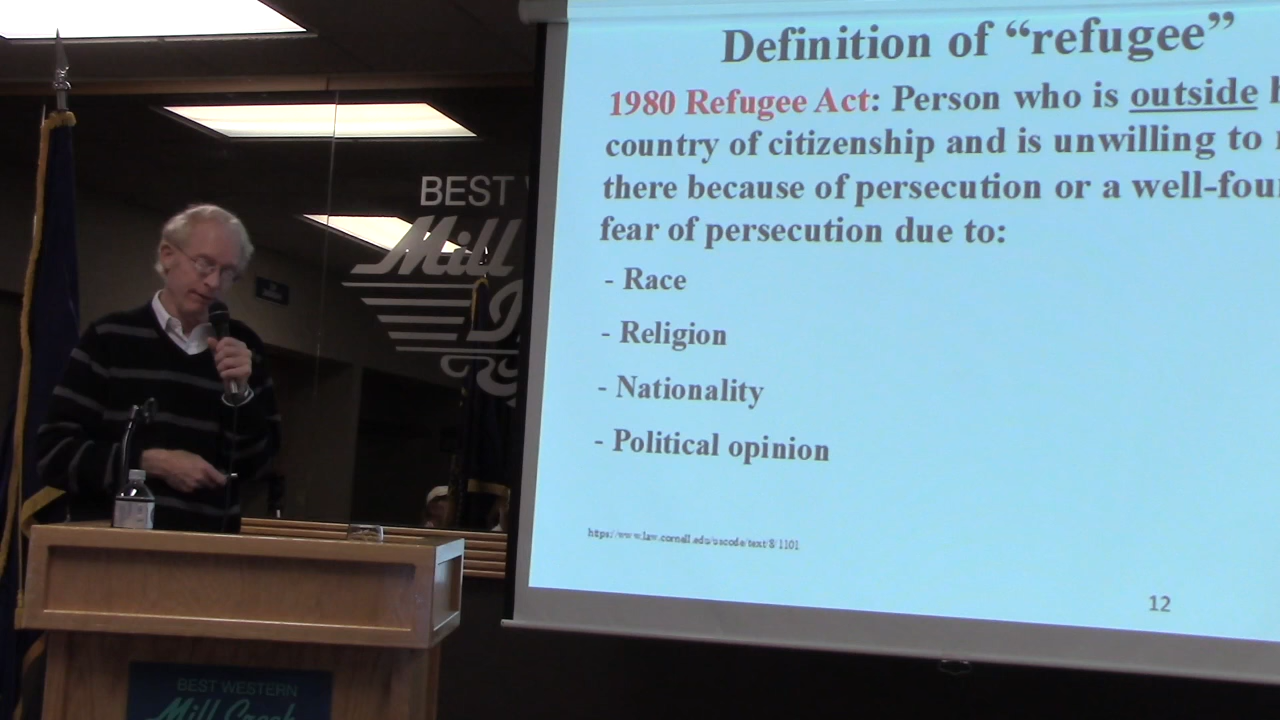 Definition of “refugee”
1980 Refugee Act: Person who is outside
country of citizenship and is unwilling to
there because of persecution or a
fear of persecution due to:
- Race
- Religion
- Nationality
- Political opinion
https://www.law.cornell.edu/uscode/text/8/1101
12
BEST
Mill
BEST WESTERN
Mill Creek